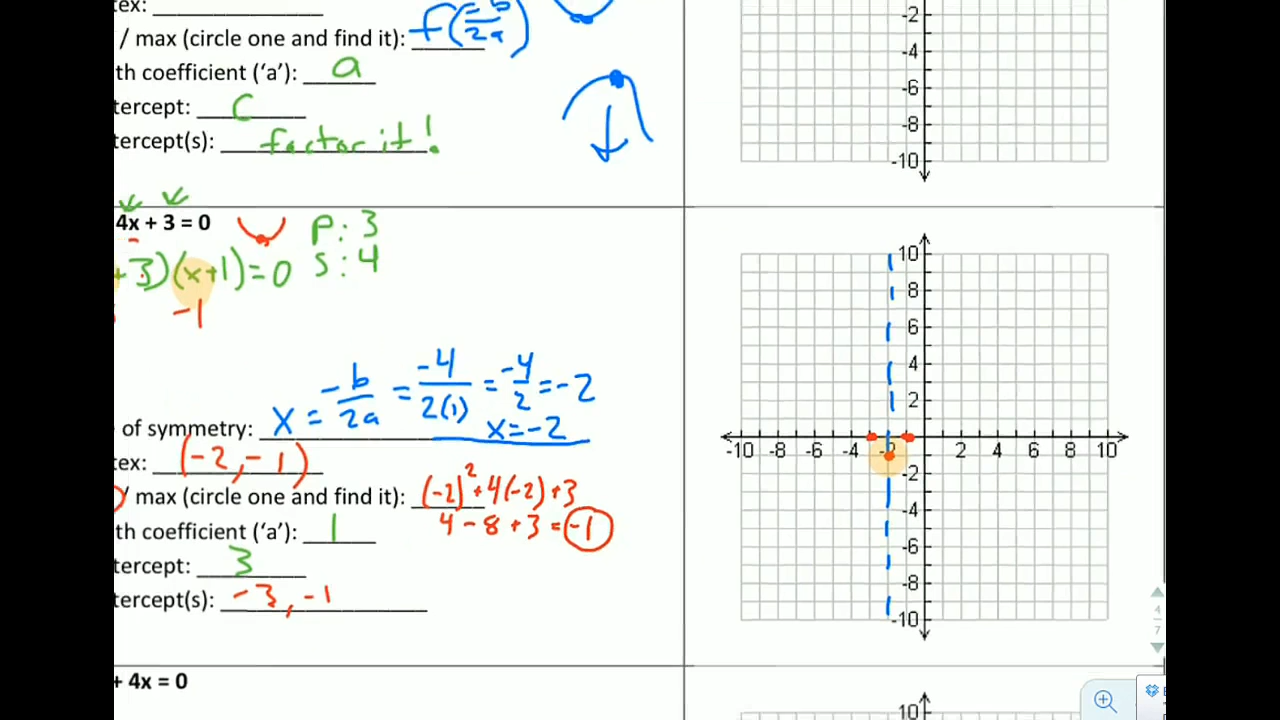 tex:
/ max (circle one and find it): f(-b/2a)
th coefficient ('a'): a
tercept: C
tercept(s): factor it!
4x + 3 = 0 P: 3
+ 3)(x+1) = 0 S: 4
-1
of symmetry: x = -b/2a = -4/2(1) = -4/2 = -2
x = -2
tex: (-2, -1)
/ max (circle one and find it): (-2)² + 4(-2) + 3
4 - 8 + 3 = -1
th coefficient ('a'): 1
tercept: 3
tercept(s): -3, -1
+ 4x = 0
-2
-4
-6
-8
-10
10
8
6
4
2
-10 -8 -6 -4 -2 2 4 6 8 10
-2
-4
-6
-8
-10
10
4
7